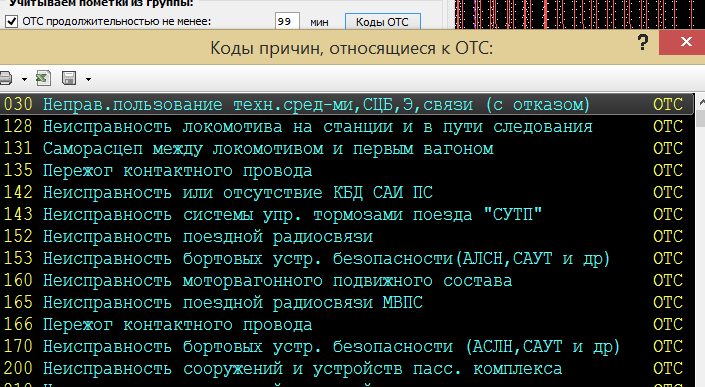 Учитываем пометки из группы:
ОТС продолжительностью не менее: 99 мин Коды ОТС
Коды причин, относящиеся к ОТС:
030 Неправ.пользование техн.сред-ми,СЦБ,Э,связи (с отказом) ОТС
128 Неисправность локомотива на станции и в пути следования ОТС
131 Саморасцеп между локомотивом и первым вагоном ОТС
135 Пережог контактного провода ОТС
142 Неисправность или отсутствие КБД САИ ПС ОТС
143 Неисправность системы упр. тормозами поезда "СУТП" ОТС
152 Неисправность поездной радиосвязи ОТС
153 Неисправность бортовых устр. безопасности(АЛСН,САУТ и др) ОТС
160 Неисправность моторвагонного подвижного состава ОТС
165 Неисправность поездной радиосвязи МВПС ОТС
166 Пережог контактного провода ОТС
170 Неисправность бортовых устр. безопасности (АСЛН,САУТ и др) ОТС
200 Неисправность сооружений и устройств пасс. комплекса ОТС